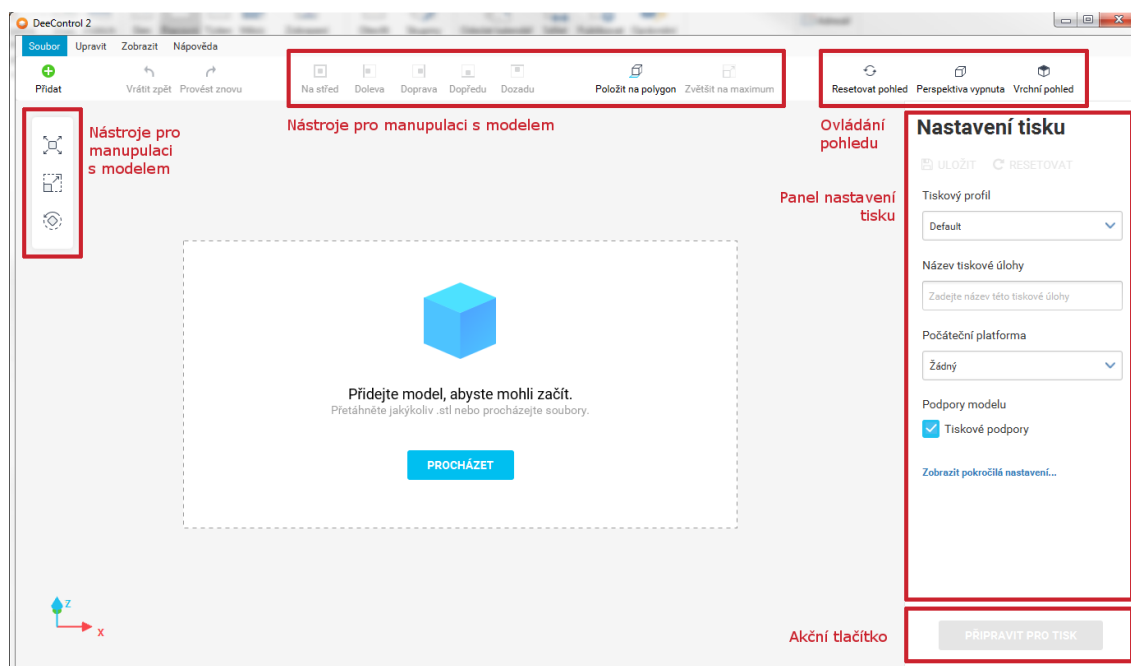 DeeControl 2
Soubor Upravit Zobrazit Nápověda
Přidat Vrátit zpět Provést znovu Na střed Doleva Doprava Dopředu Dozadu Položit na polygon Zvětšit na maximum Resetovat pohled Perspektiva vypnuta Vrchní pohled
Nástroje pro
manupulaci
s modelem
Nástroje pro manupulaci s modelem
Ovládání
pohledu
Nastavení tisku
ULOŽIT RESETOVAT
Panel nastavení
tisku
Tiskový profil
Default
Název tiskové úlohy
Zadejte název této tiskové úlohy
Počáteční platforma
Žádný
Podpory modelu
Tiskové podpory
Zobrazit pokročilá nastavení...
Přidejte model, abyste mohli začít.
Přetáhněte jakýkoliv .stl nebo procházejte soubory.
PROCHÁZET
Z
X
Akční tlačítko
PŘIPRAVIT PRO TISK